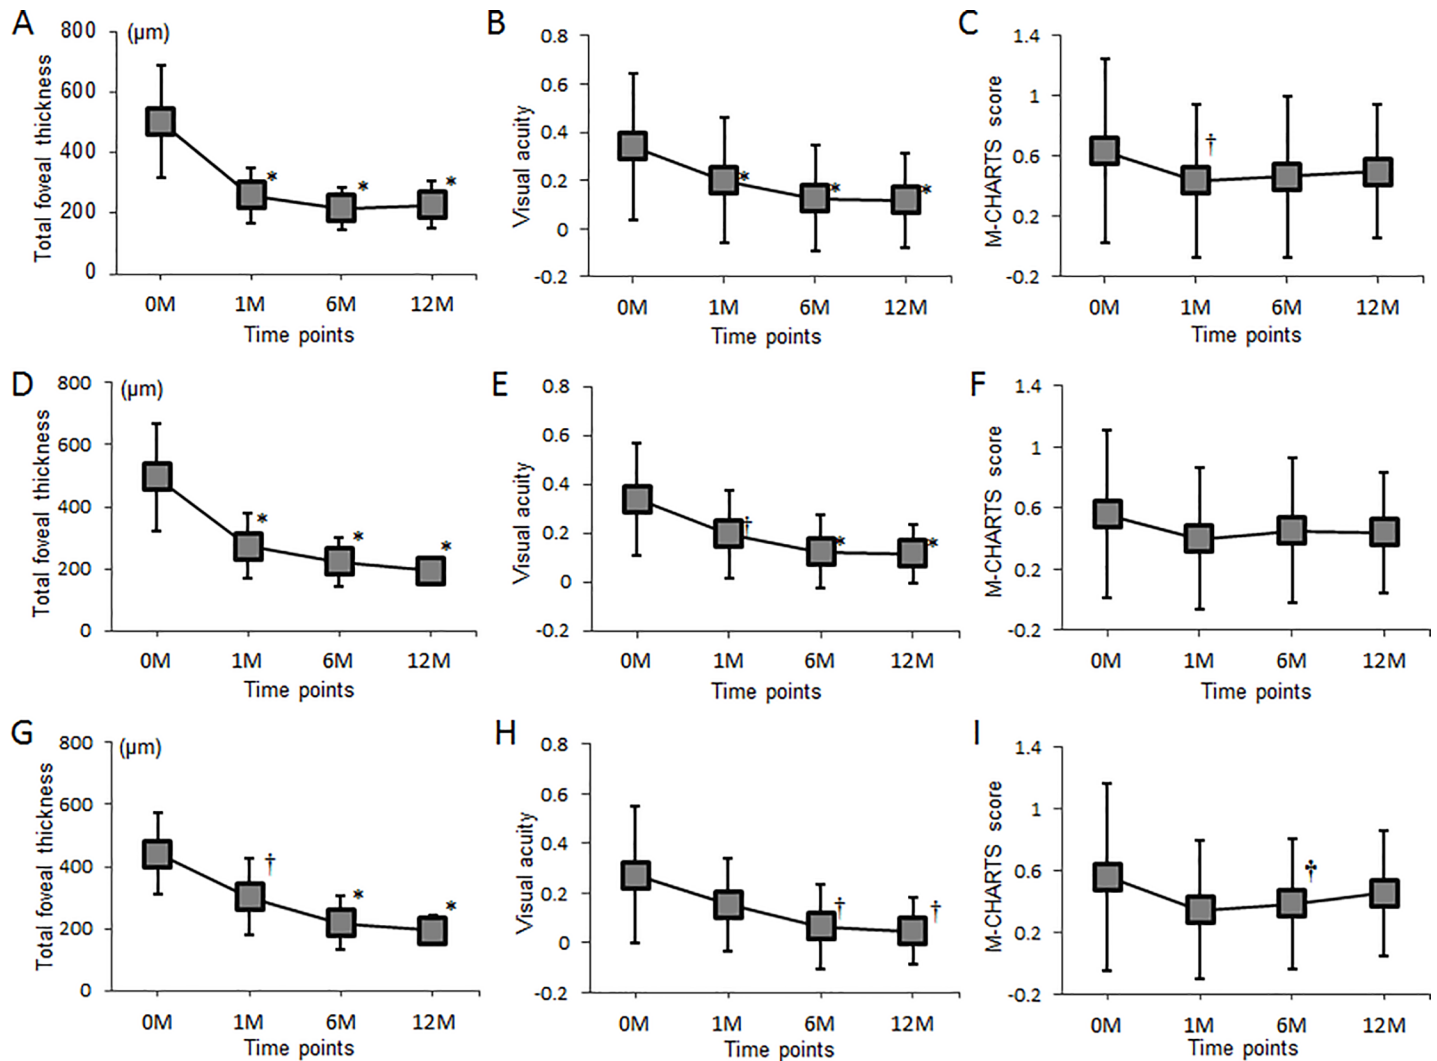 A
(µm)
Total foveal thickness
800
600
400
200
0
*
*
*
0M 1M 6M 12M
Time points
B
Visual acuity
0.8
0.6
0.4
0.2
0
-0.2
*
*
*
0M 1M 6M 12M
Time points
C
M-CHARTS score
1.4
1
0.6
0.2
-0.2
†
0M 1M 6M 12M
Time points
D
(µm)
Total foveal thickness
800
600
400
200
0
*
*
*
0M 1M 6M 12M
Time points
E
Visual acuity
0.8
0.6
0.4
0.2
0
-0.2
†
*
*
0M 1M 6M 12M
Time points
F
M-CHARTS score
1.4
1
0.6
0.2
-0.2
0M 1M 6M 12M
Time points
G
(µm)
Total foveal thickness
800
600
400
200
0
†
*
*
0M 1M 6M 12M
Time points
H
Visual acuity
0.8
0.6
0.4
0.2
0
-0.2
†
†
0M 1M 6M 12M
Time points
I
M-CHARTS score
1.4
1
0.6
0.2
-0.2
†
0M 1M 6M 12M
Time points